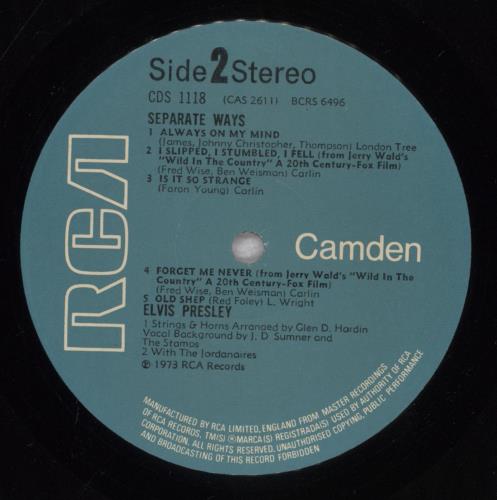 Side 2 Stereo
CDS 1118 (CAS 2611) BCRS 6496
SEPARATE WAYS
1 ALWAYS ON MY MIND
(James, Johnny Christopher, Thompson) London Tree
2 I SLIPPED, I STUMBLED, I FELL (from Jerry Wald's
"Wild In The Country" A 20th Century-Fox Film)
(Fred Wise, Ben Weisman) Carlin
3 IS IT SO STRANGE
(Faron Young) Carlin
RCA
Camden
4 FORGET ME NEVER (from Jerry Wald's "Wild In The
Country" A 20th Century-Fox Film)
(Fred Wise, Ben Weisman) Carlin
5 OLD SHEP (Red Foley) L. Wright
ELVIS PRESLEY
1 Strings & Horns Arranged by Glen D. Hardin
Vocal Background by J. D. Sumner and
The Stamps
2 With The Jordanaires
℗ 1973 RCA Records
MANUFACTURED BY RCA LIMITED, ENGLAND FROM MASTER RECORDINGS
OF RCA RECORDS, TM(S) ® MARCA(S) REGISTRADA(S) USED BY AUTHORITY OF RCA
CORPORATION. ALL RIGHTS RESERVED. UNAUTHORISED COPYING, PUBLIC PERFORMANCE
AND BROADCASTING OF THIS RECORD FORBIDDEN